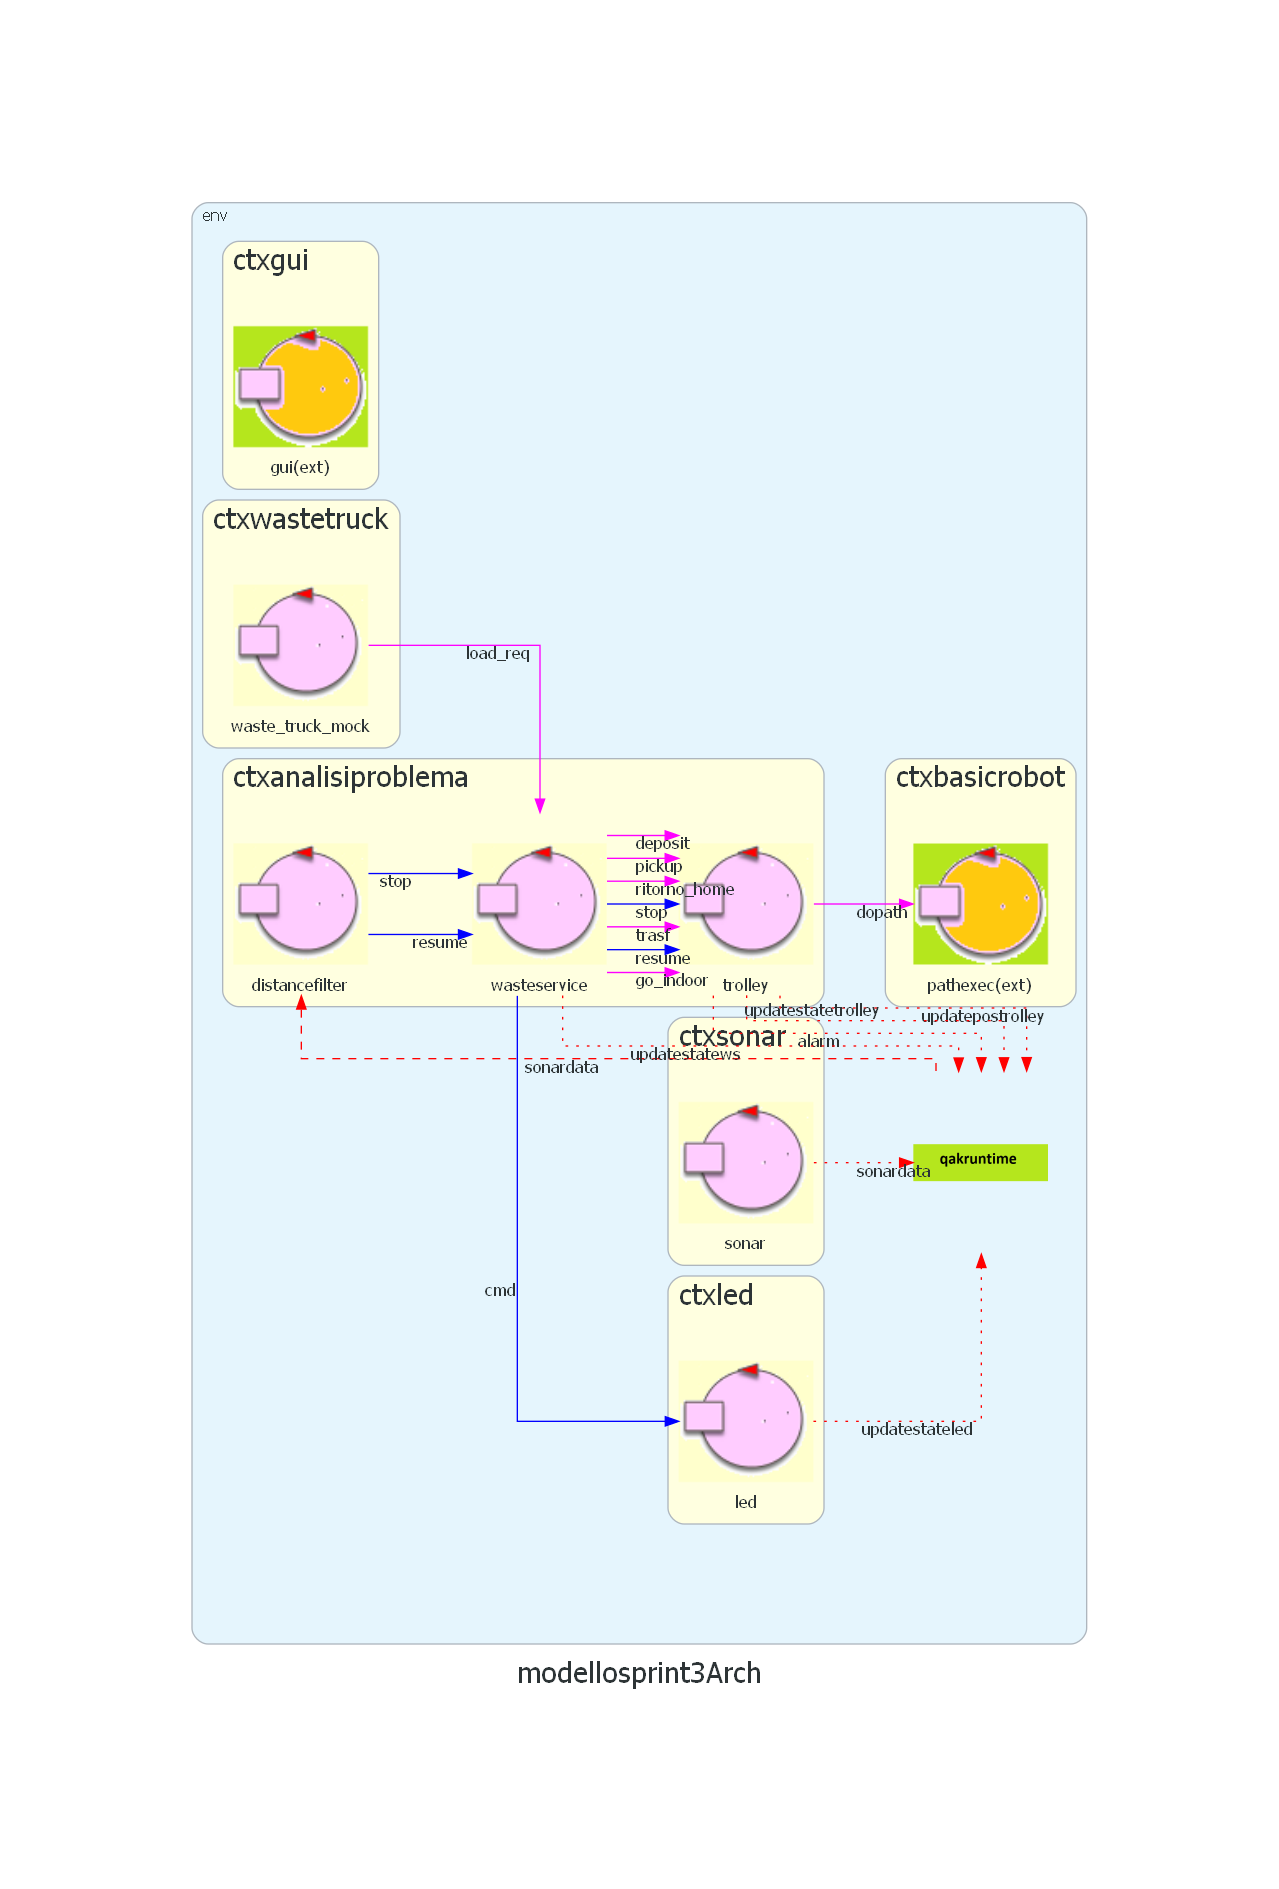 env
ctxgui
gui(ext)
ctxwastetruck
load_req
waste_truck_mock
ctxanalisiproblema
ctxbasicrobot
deposit
pickup
stop
ritorno_home
stop
dopath
trasf
resume
resume
go_indoor
distancefilter
wasteservice
trolley
pathexec(ext)
updatestatetrolley
updatepostrolley
ctxsonar
alarm
updatestatews
sonardata
qakruntime
sonardata
sonar
cmd
ctxled
updatestateled
led
modellosprint3Arch